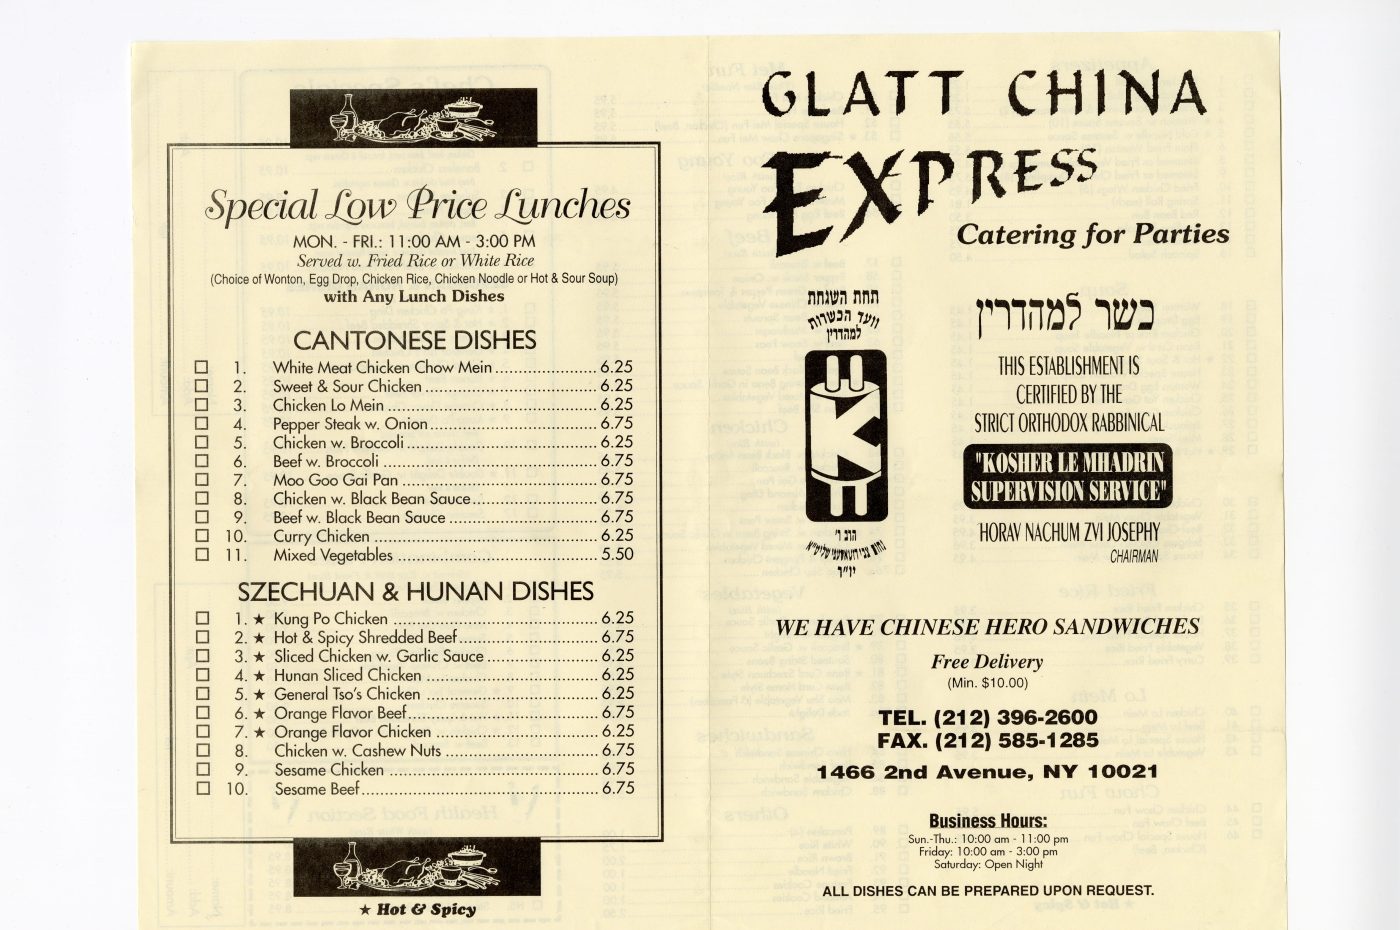 Special Low Price Lunches
MON. - FRI.: 11:00 AM - 3:00 PM
Served w. Fried Rice or White Rice
(Choice of Wonton, Egg Drop, Chicken Rice, Chicken Noodle or Hot & Sour Soup)
with Any Lunch Dishes
CANTONESE DISHES
1. White Meat Chicken Chow Mein 6.25
2. Sweet & Sour Chicken 6.25
3. Chicken Lo Mein 6.25
4. Pepper Steak w. Onion 6.75
5. Chicken w. Broccoli 6.25
6. Beef w. Broccoli 6.75
7. Moo Goo Gai Pan 6.75
8. Chicken w. Black Bean Sauce 6.75
9. Beef w. Black Bean Sauce 6.75
10. Curry Chicken 6.25
11. Mixed Vegetables 5.50
SZECHUAN & HUNAN DISHES
1. ★ Kung Po Chicken 6.25
2. ★ Hot & Spicy Shredded Beef 6.75
3. ★ Sliced Chicken w. Garlic Sauce 6.25
4. ★ Hunan Sliced Chicken 6.25
5. ★ General Tso's Chicken 6.25
6. ★ Orange Flavor Beef 6.75
7. ★ Orange Flavor Chicken 6.25
8. Chicken w. Cashew Nuts 6.75
9. Sesame Chicken 6.75
10. Sesame Beef 6.75
★ Hot & Spicy
GLATT CHINA
EXPRESS
Catering for Parties
תחת השגחת
וועד הכשרות
למהדרין
K
הרב ר'
יו"ר
כשר למהדרין
THIS ESTABLISHMENT IS
CERTIFIED BY THE
STRICT ORTHODOX RABBINICAL
"KOSHER LE MHADRIN
SUPERVISION SERVICE"
HORAV NACHUM ZVI JOSEPHY
CHAIRMAN
WE HAVE CHINESE HERO SANDWICHES
Free Delivery
(Min. $10.00)
TEL. (212) 396-2600
FAX. (212) 585-1285
1466 2nd Avenue, NY 10021
Business Hours:
Sun.-Thu.: 10:00 am - 11:00 pm
Friday: 10:00 am - 3:00 pm
Saturday: Open Night
ALL DISHES CAN BE PREPARED UPON REQUEST.